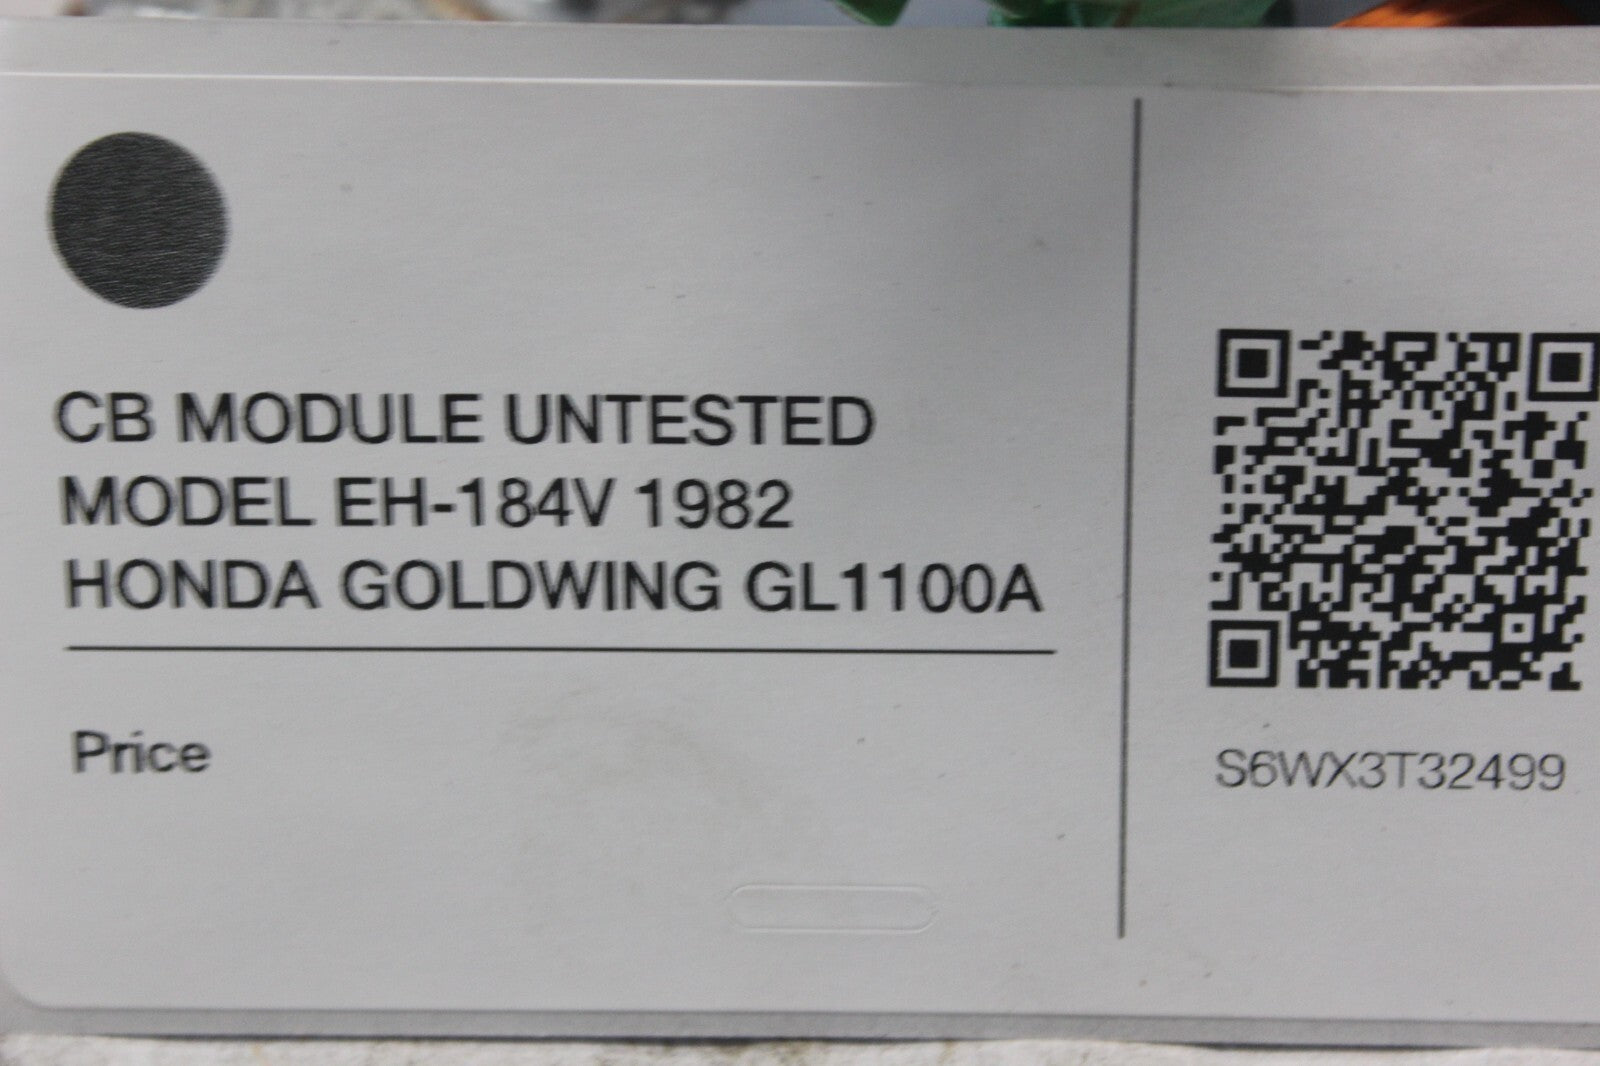 CB MODULE UNTESTED
MODEL EH-184V 1982
HONDA GOLDWING GL1100A
Price
S6WX3T32499